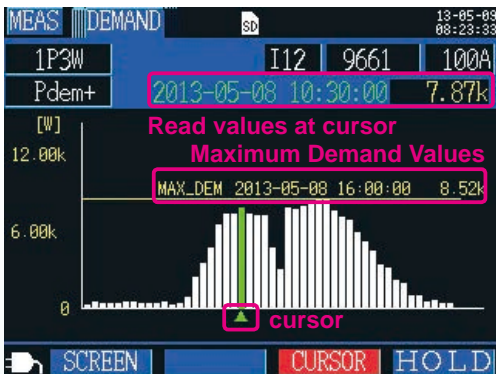 MEAS DEMAND SD 13-05-09
08:23:33
1P3W I12 9661 100A
Pdem+ 2013-05-08 10:30:00 7.87k
[W] Read values at cursor
Maximum Demand Values
12.00k
MAX_DEM 2013-05-08 16:00:00 8.52k
6.00k
0
cursor
SCREEN CURSOR HOLD